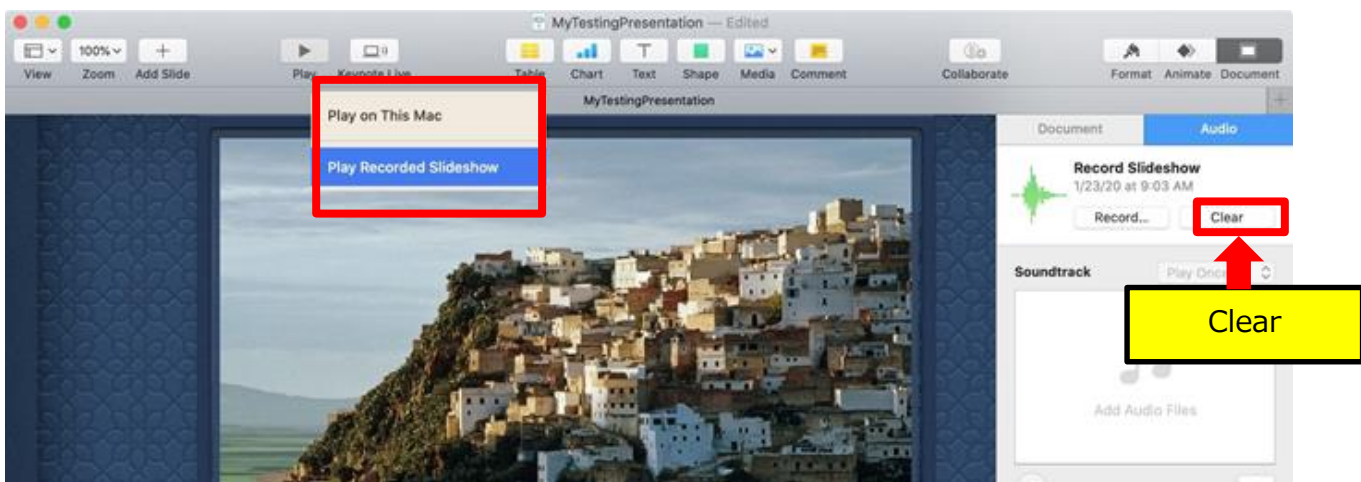 MyTestingPresentation — Edited
100%
View Zoom Add Slide Play Keynote Live Table Chart Text Shape Media Comment Collaborate Format Animate Document
MyTestingPresentation
Play on This Mac
Play Recorded Slideshow
Document Audio
Record Slideshow
1/23/20 at 9:03 AM
Record... Clear
Soundtrack Play Once
Clear
Add Audio Files